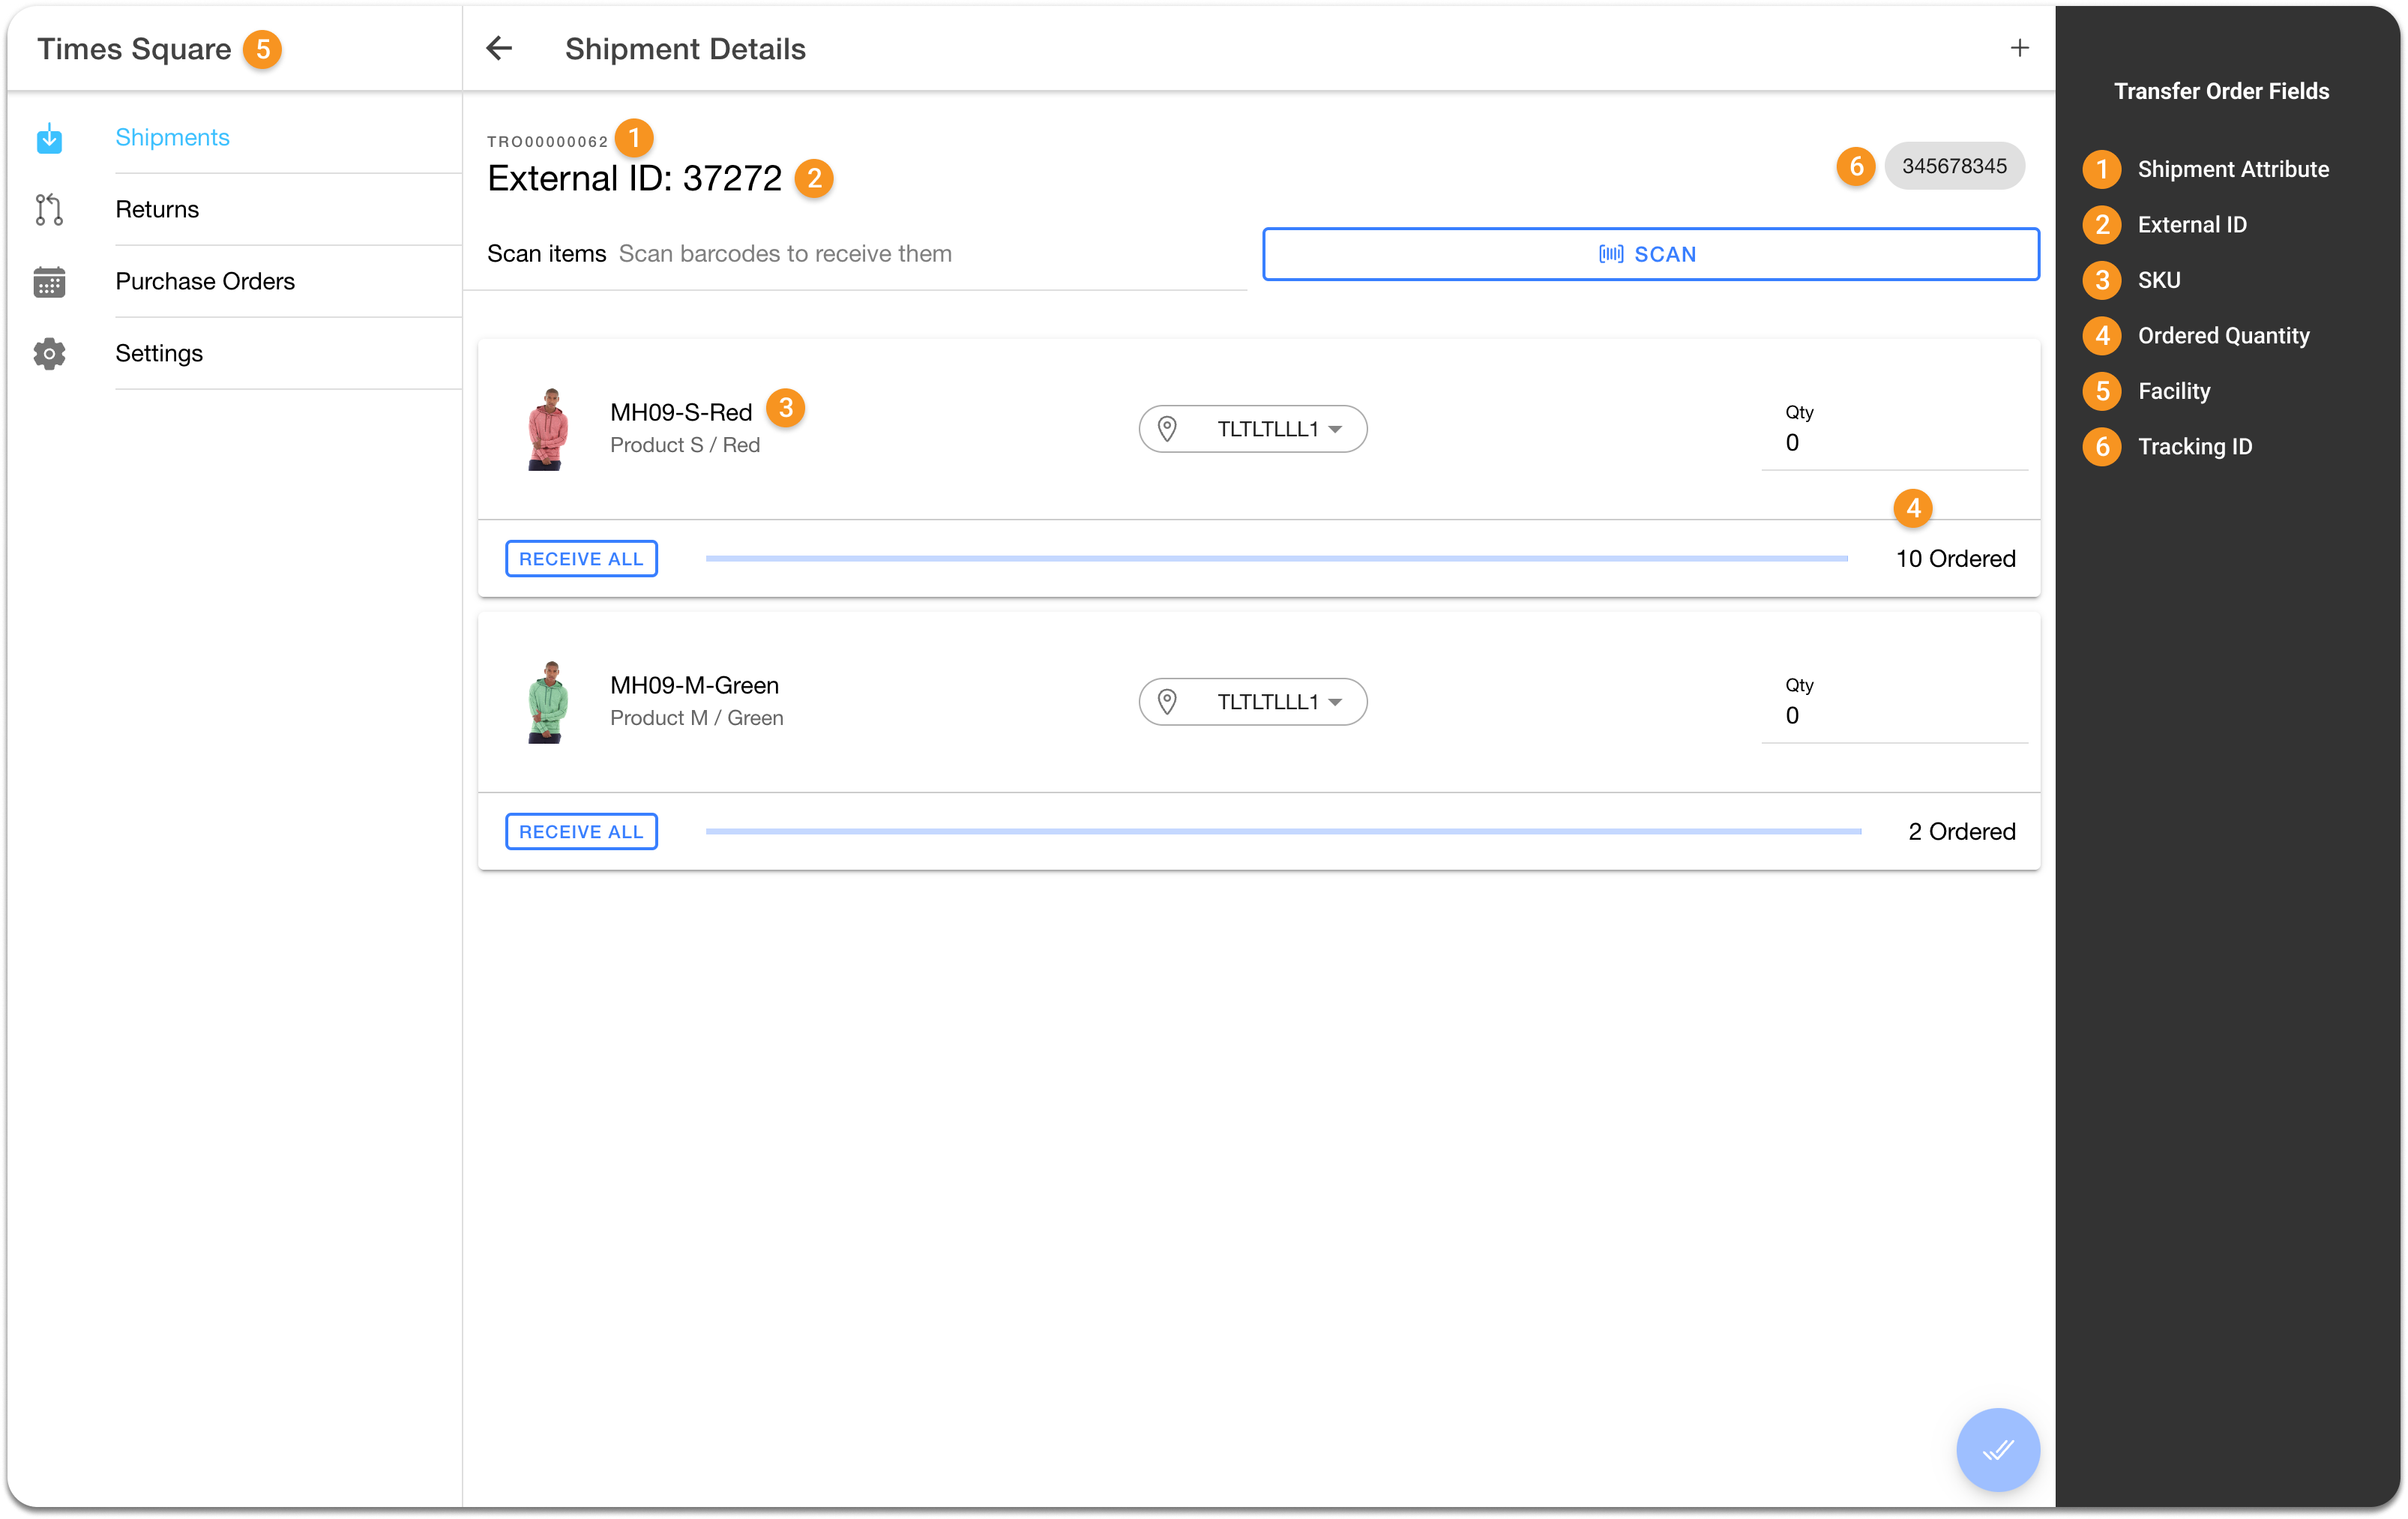 Times Square 5
Shipments
Returns
Purchase Orders
Settings
Shipment Details
TRO00000062 1
External ID: 37272 2
6 345678345
Scan items Scan barcodes to receive them
SCAN
MH09-S-Red 3
Product S / Red
TLTLTLLL1
Qty
0
4
RECEIVE ALL
10 Ordered
MH09-M-Green
Product M / Green
TLTLTLLL1
Qty
0
RECEIVE ALL
2 Ordered
Transfer Order Fields
1 Shipment Attribute
2 External ID
3 SKU
4 Ordered Quantity
5 Facility
6 Tracking ID